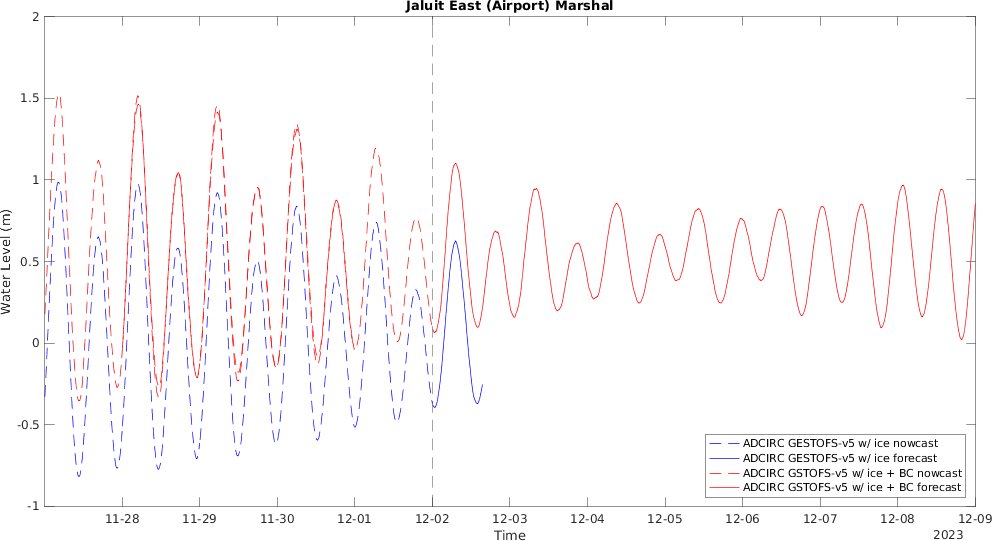 Jaluit East (Airport) Marshal
2
1.5
1
0.5
0
-0.5
-1
Water Level (m)
ADCIRC GESTOFS-v5 w/ ice nowcast
ADCIRC GESTOFS-v5 w/ ice forecast
ADCIRC GSTOFS-v5 w/ ice + BC nowcast
ADCIRC GSTOFS-v5 w/ ice + BC forecast
11-28 11-29 11-30 12-01 12-02 12-03 12-04 12-05 12-06 12-07 12-08 12-09
Time
2023